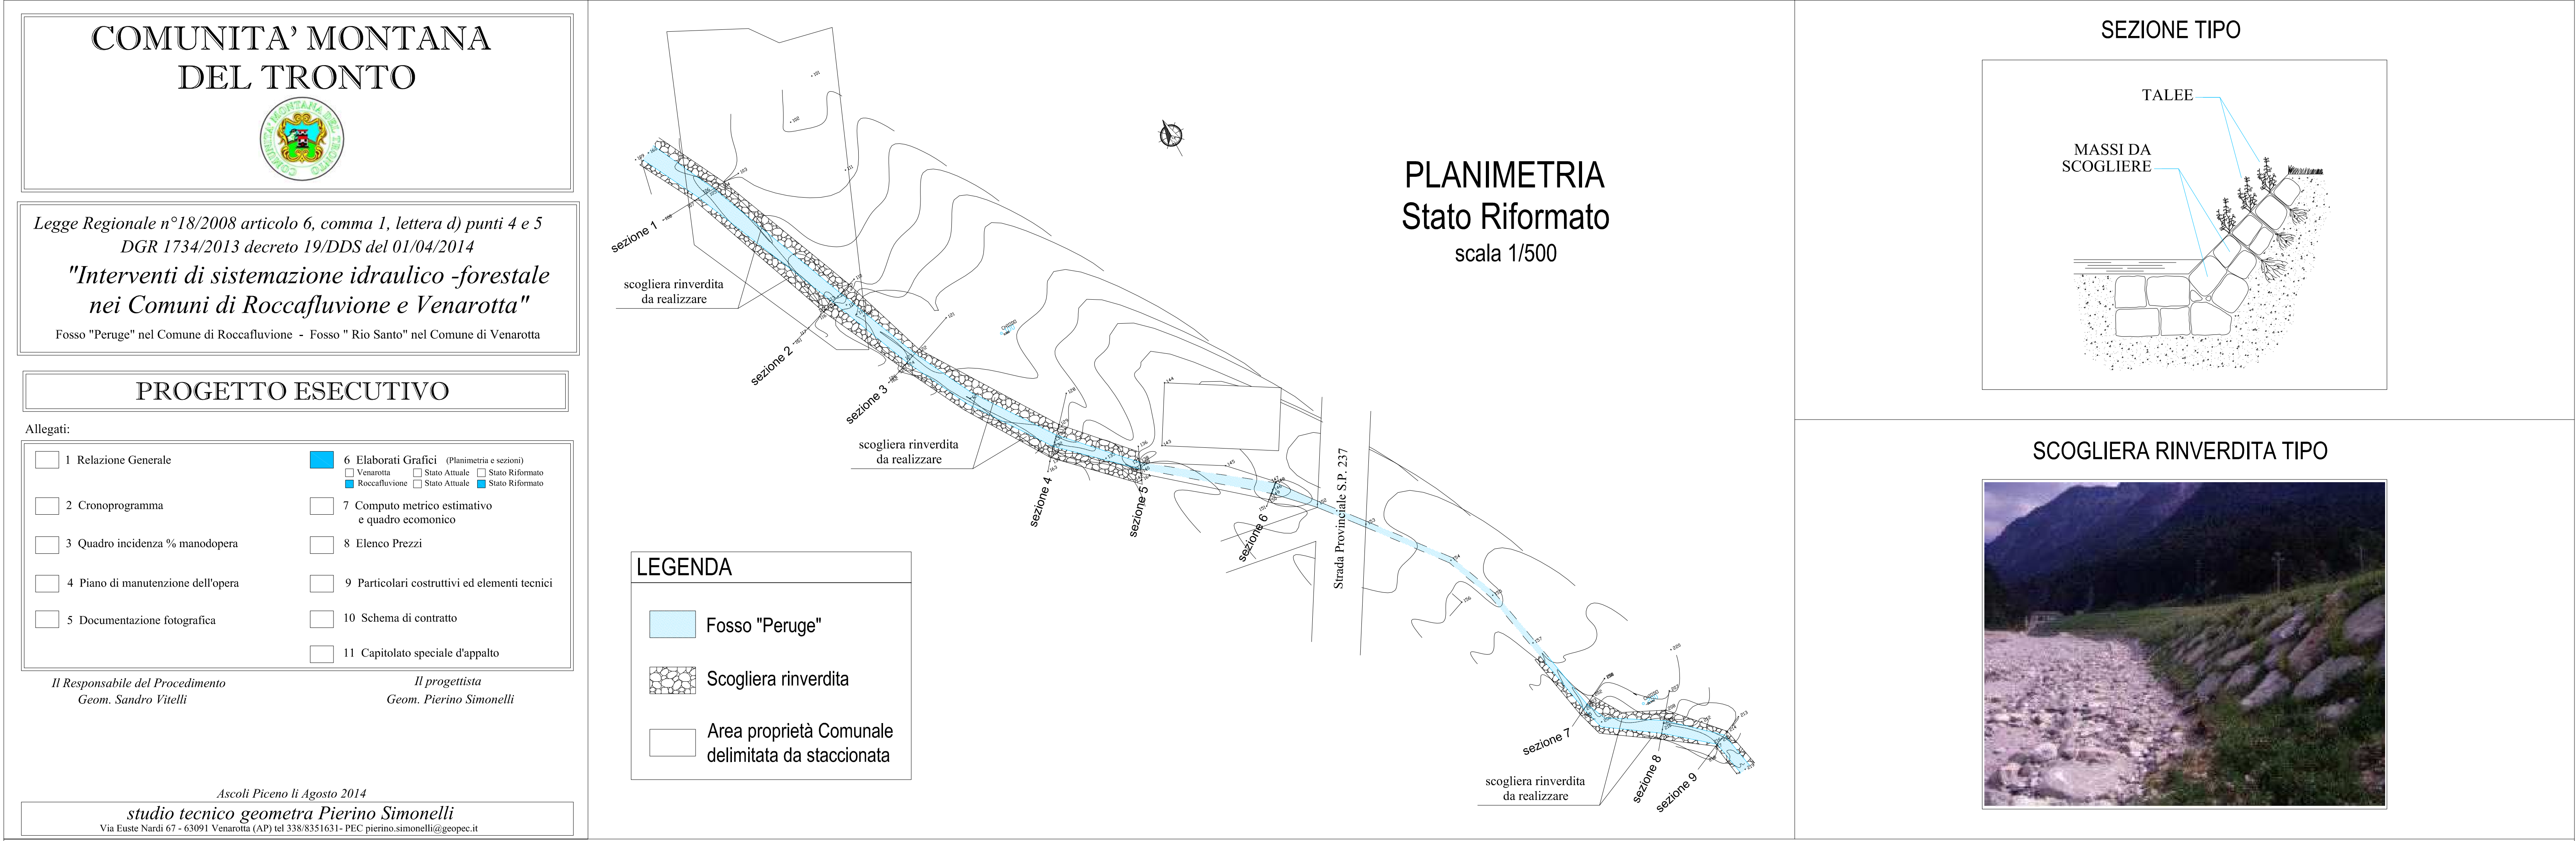 COMUNITA' MONTANA
DEL TRONTO
COMUNITA' MONTANA DEL TRONTO
Legge Regionale n°18/2008 articolo 6, comma 1, lettera d) punti 4 e 5
DGR 1734/2013 decreto 19/DDS del 01/04/2014
"Interventi di sistemazione idraulico -forestale
nei Comuni di Roccafluvione e Venarotta"
Fosso "Peruge" nel Comune di Roccafluvione - Fosso " Rio Santo" nel Comune di Venarotta
PROGETTO ESECUTIVO
Allegati:
1 Relazione Generale
2 Cronoprogramma
3 Quadro incidenza % manodopera
4 Piano di manutenzione dell'opera
5 Documentazione fotografica
6 Elaborati Grafici (Planimetria e sezioni)
Venarotta Stato Attuale Stato Riformato
Roccafluvione Stato Attuale Stato Riformato
7 Computo metrico estimativo
e quadro ecomonico
8 Elenco Prezzi
9 Particolari costruttivi ed elementi tecnici
10 Schema di contratto
11 Capitolato speciale d'appalto
Il Responsabile del Procedimento
Geom. Sandro Vitelli
Il progettista
Geom. Pierino Simonelli
Ascoli Piceno li Agosto 2014
studio tecnico geometra Pierino Simonelli
Via Euste Nardi 67 - 63091 Venarotta (AP) tel 338/8351631- PEC pierino.simonelli@geopec.it
PLANIMETRIA
Stato Riformato
scala 1/500
sezione 1
scogliera rinverdita
da realizzare
sezione 2
sezione 3
scogliera rinverdita
da realizzare
sezione 4
sezione 5
sezione 6
Strada Provinciale S.P. 237
sezione 7
scogliera rinverdita
da realizzare
sezione 8
sezione 9
LEGENDA
Fosso "Peruge"
Scogliera rinverdita
Area proprietà Comunale
delimitata da staccionata
SEZIONE TIPO
TALEE
MASSI DA
SCOGLIERE
SCOGLIERA RINVERDITA TIPO